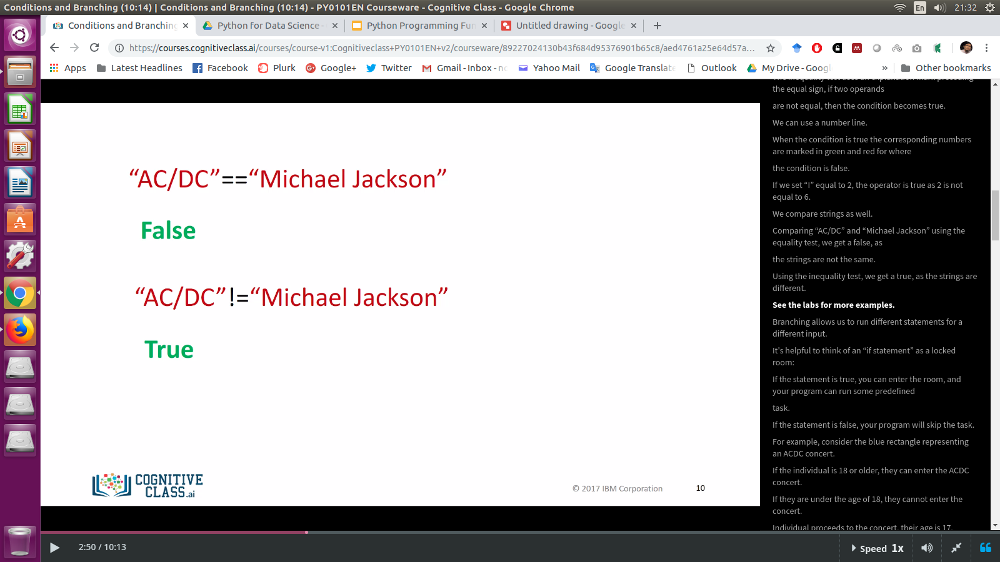 Conditions and Branching (10:14) | Conditions and Branching (10:14) - PY0101EN Courseware - Cognitive Class - Google Chrome
En
21:32
Conditions and Branching
Python for Data Science -
Python Programming Fun
Untitled drawing - Google
https://courses.cognitiveclass.ai/courses/course-v1:Cognitiveclass+PY0101EN+v2/courseware/89227024130b43f684d95376901b65c8/aed4761a25e64d57a...
Apps
Latest Headlines
Facebook
Plurk
Google+
Twitter
Gmail - Inbox - no
Yahoo Mail
Google Translate
Outlook
My Drive - Googl
»
Other bookmarks
“AC/DC”==“Michael Jackson”
False
“AC/DC”!=“Michael Jackson”
True
COGNITIVE
CLASS.ai
© 2017 IBM Corporation
10
the equal sign, if two operands
are not equal, then the condition becomes true.
We can use a number line.
When the condition is true the corresponding numbers
are marked in green and red for where
the condition is false.
If we set “I” equal to 2, the operator is true as 2 is not
equal to 6.
We compare strings as well.
Comparing “AC/DC” and “Michael Jackson” using the
equality test, we get a false, as
the strings are not the same.
Using the inequality test, we get a true, as the strings are
different.
See the labs for more examples.
Branching allows us to run different statements for a
different input.
It's helpful to think of an “if statement” as a locked
room:
If the statement is true, you can enter the room, and
your program can run some predefined
task.
If the statement is false, your program will skip the task.
For example, consider the blue rectangle representing
an ACDC concert.
If the individual is 18 or older, they can enter the ACDC
concert.
If they are under the age of 18, they cannot enter the
concert.
Individual proceeds to the concert, their age is 17,
2:50 / 10:13
Speed 1x